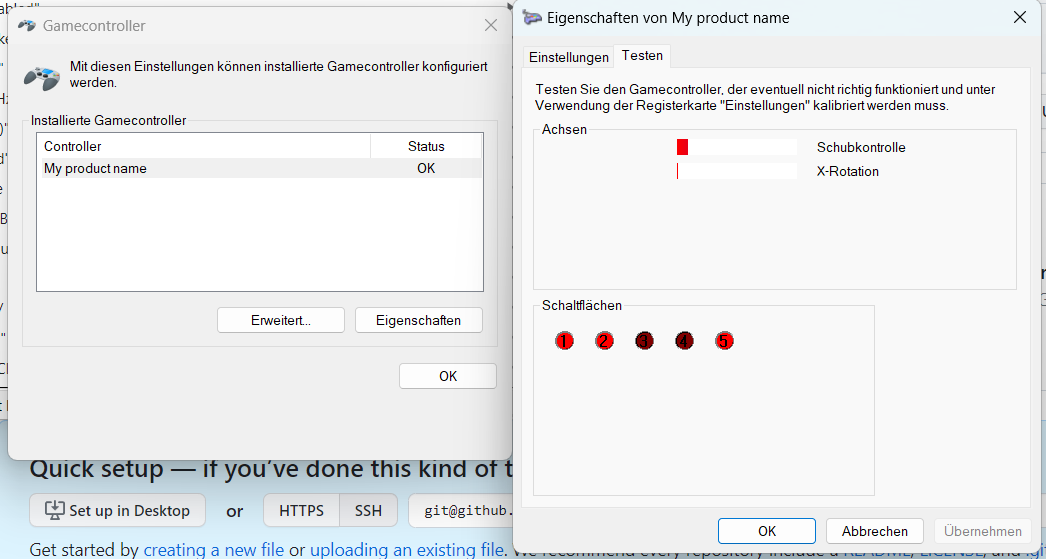 Gamecontroller
Mit diesen Einstellungen können installierte Gamecontroller konfiguriert
werden.
Installierte Gamecontroller
Controller Status
My product name OK
Erweitert...
Eigenschaften
OK
Eigenschaften von My product name
Einstellungen
Testen
Testen Sie den Gamecontroller, der eventuell nicht richtig funktioniert und unter
Verwendung der Registerkarte "Einstellungen" kalibriert werden muss.
Achsen
Schubkontrolle
X-Rotation
Schaltflächen
1 2 3 4 5
OK
Abbrechen
Übernehmen
Quick setup — if you've done this kind of t
Set up in Desktop
or
HTTPS
SSH
git@github.
Get started by creating a new file or uploading an existing file. We recommend every repository include a README, LICENSE, and